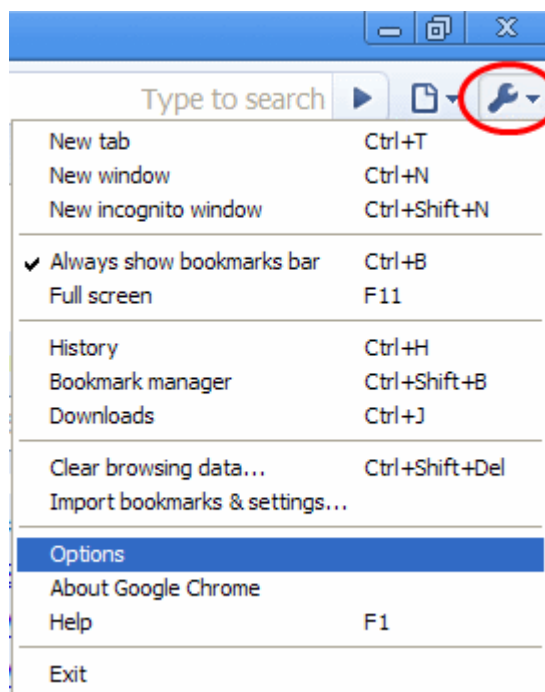 Type to search
New tab Ctrl+T
New window Ctrl+N
New incognito window Ctrl+Shift+N
Always show bookmarks bar Ctrl+B
Full screen F11
History Ctrl+H
Bookmark manager Ctrl+Shift+B
Downloads Ctrl+J
Clear browsing data... Ctrl+Shift+Del
Import bookmarks & settings...
Options
About Google Chrome
Help F1
Exit